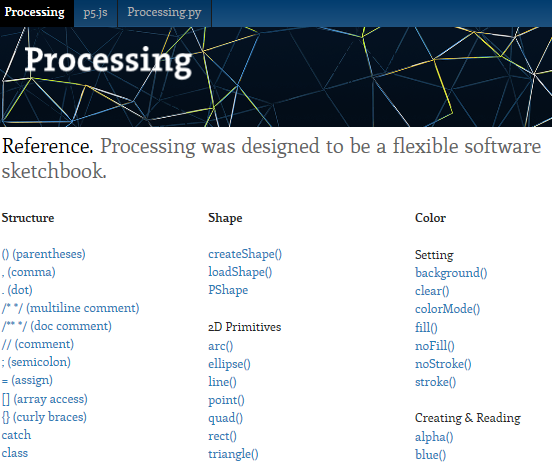 Processing p5.js Processing.py
Processing
Reference. Processing was designed to be a flexible software
sketchbook.
Structure
() (parentheses)
, (comma)
. (dot)
/* */ (multiline comment)
/** */ (doc comment)
// (comment)
; (semicolon)
= (assign)
[] (array access)
{} (curly braces)
catch
class
Shape
createShape()
loadShape()
PShape
2D Primitives
arc()
ellipse()
line()
point()
quad()
rect()
triangle()
Color
Setting
background()
clear()
colorMode()
fill()
noFill()
noStroke()
stroke()
Creating & Reading
alpha()
blue()